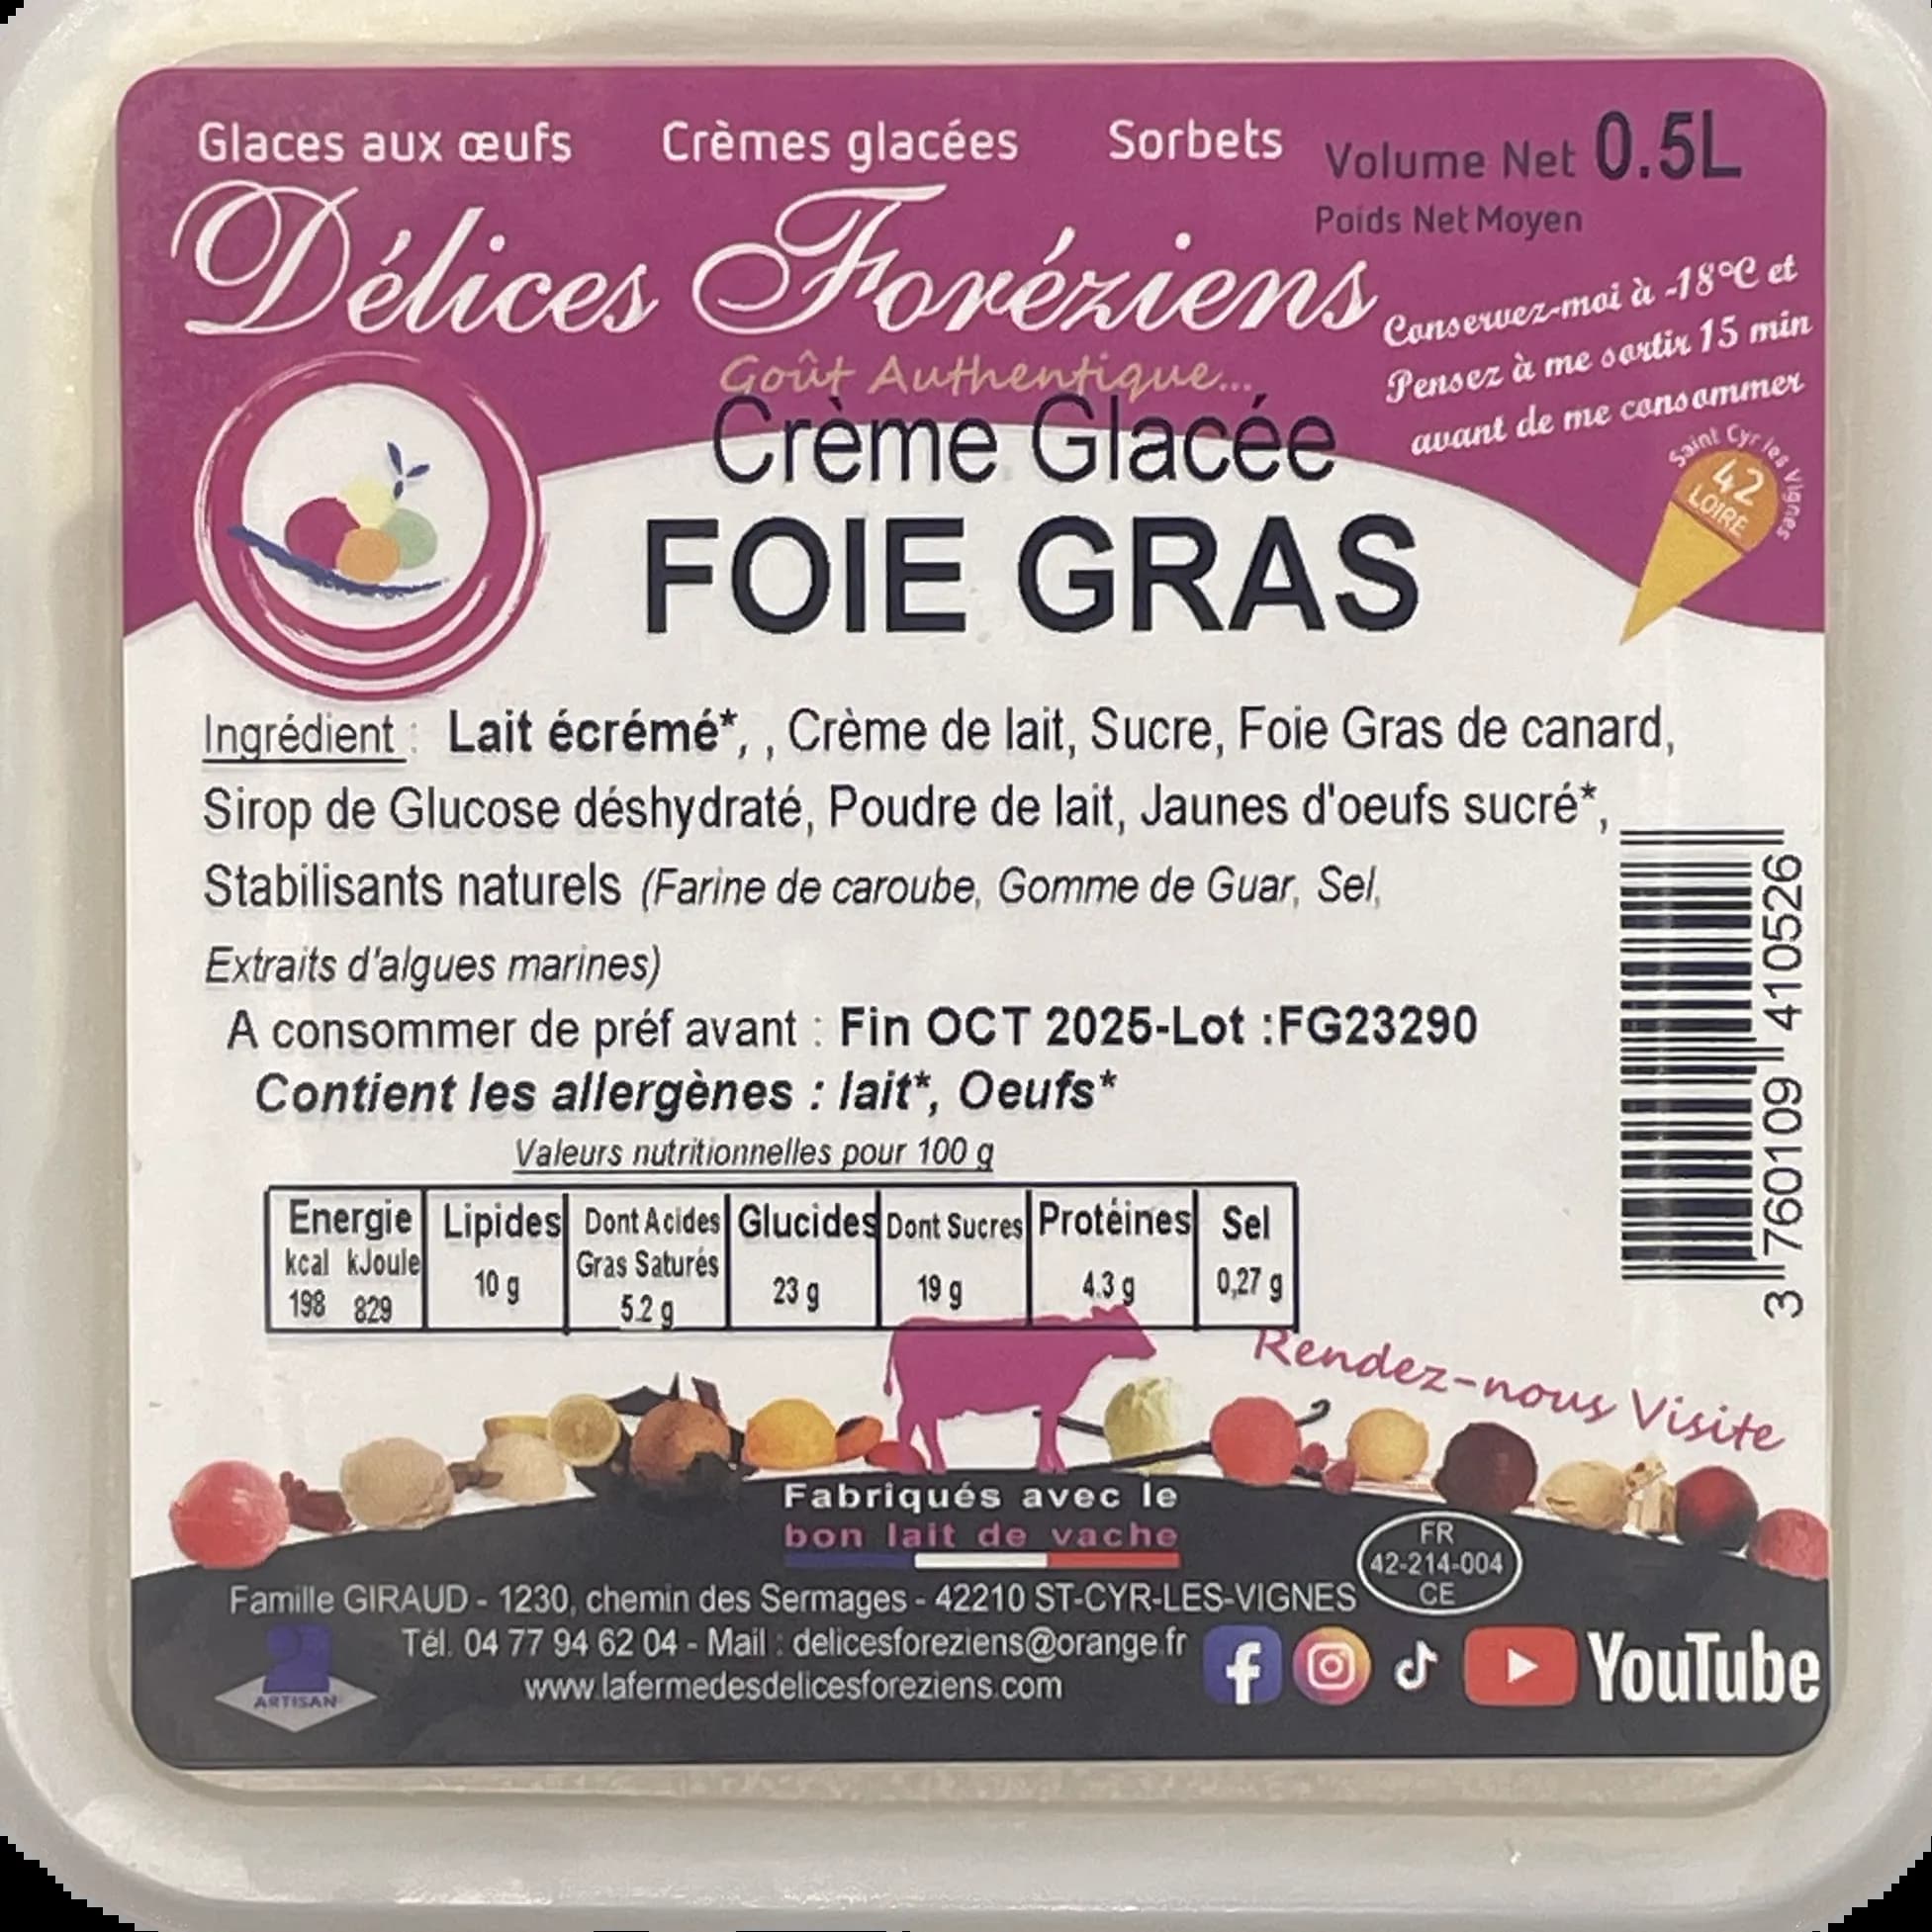 Glaces aux œufs Crèmes glacées Sorbets Volume Net 0.5L
Poids Net Moyen
Délices Foréziens
Goût Authentique...
Conservez-moi à -18°C et
Pensez à me sortir 15 min
avant de me consommer
Saint Cyr les Vignes
42
LOIRE
Crème Glacée
FOIE GRAS
Ingrédient : Lait écrémé*, , Crème de lait, Sucre, Foie Gras de canard,
Sirop de Glucose déshydraté, Poudre de lait, Jaunes d'oeufs sucré*,
Stabilisants naturels (Farine de caroube, Gomme de Guar, Sel,
Extraits d'algues marines)
A consommer de préf avant : Fin OCT 2025-Lot :FG23290
Contient les allergènes : lait*, Oeufs*
Valeurs nutritionnelles pour 100 g
Energie Lipides Dont Acides Glucides Dont Sucres Protéines Sel
kcal kJoule Gras Saturés
198 829 10 g 5.2 g 23 g 19 g 4.3 g 0,27 g
3 760109 410526
Rendez-nous Visite
Fabriqués avec le
bon lait de vache
FR
42-214-004
CE
Famille GIRAUD - 1230, chemin des Sermages - 42210 ST-CYR-LES-VIGNES
Tél. 04 77 94 62 04 - Mail : delicesforeziens@orange.fr
www.lafermedesdelicesforeziens.com
ARTISAN
YouTube